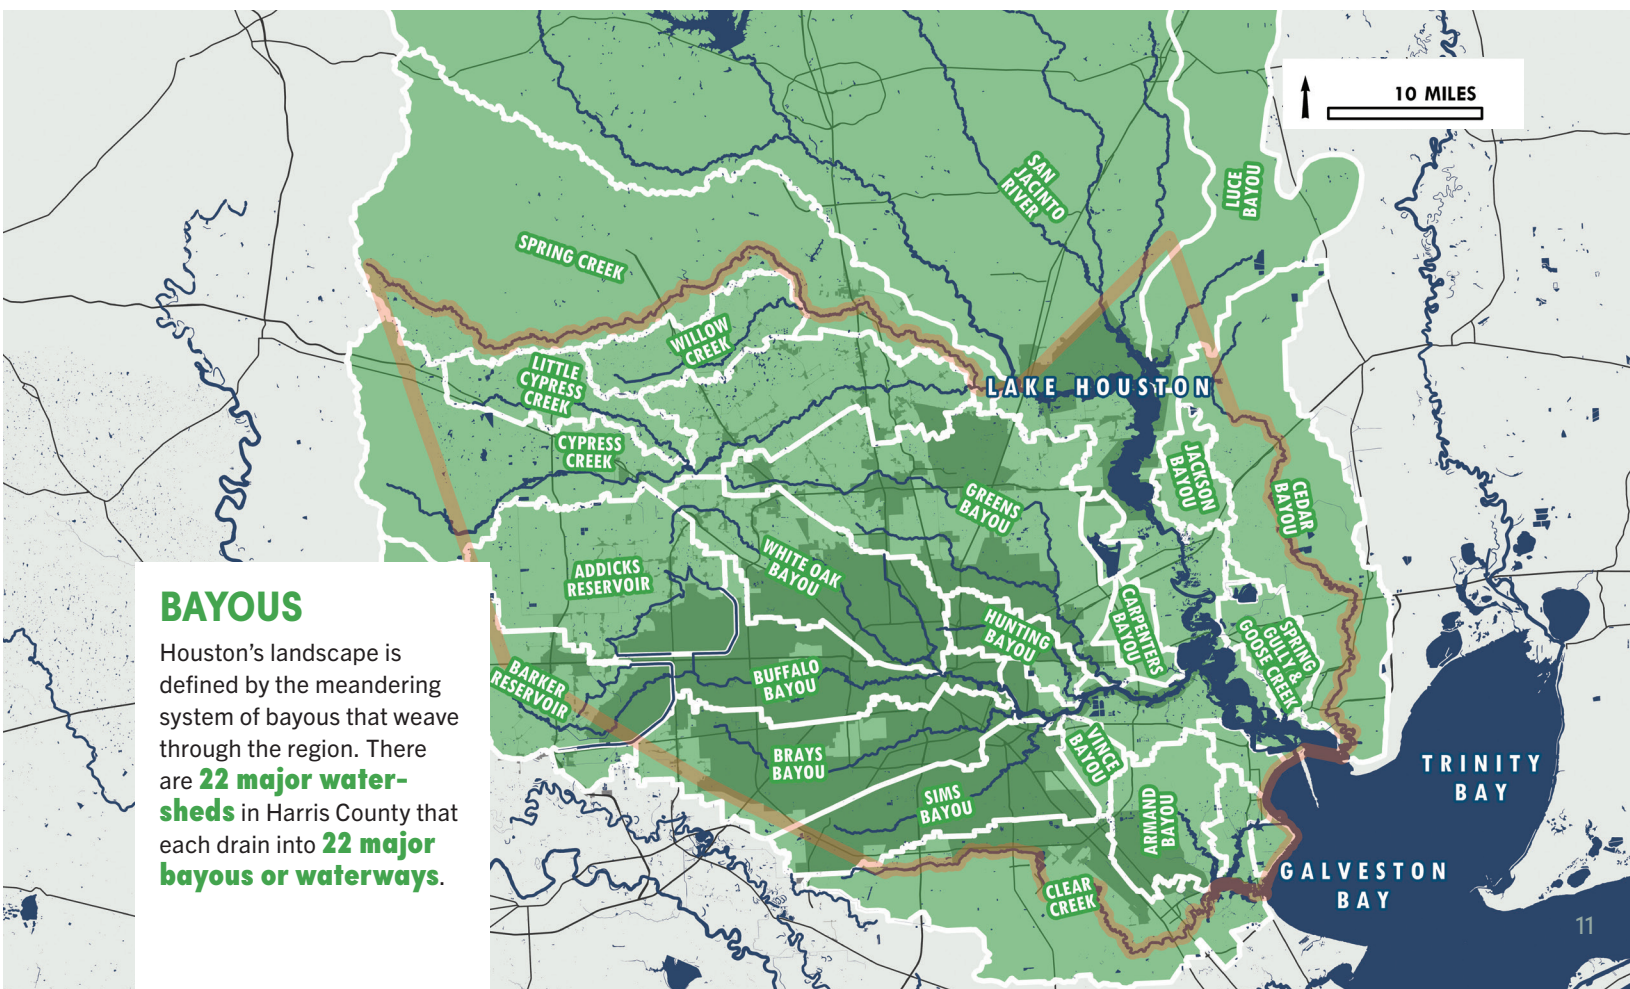 10 MILES
SAN
JACINTO
RIVER
LUCE
BAYOU
SPRING CREEK
WILLOW
CREEK
LITTLE
CYPRESS
CREEK
LAKE HOUSTON
CYPRESS
CREEK
JACKSON
BAYOU
GREENS
BAYOU
CEDAR
BAYOU
ADDICKS
RESERVOIR
WHITE OAK
BAYOU
HUNTING
BAYOU
CARPENTERS
BAYOU
SPRING
GULLY &
GOOSE CREEK
BARKER
RESERVOIR
BUFFALO
BAYOU
BRAYS
BAYOU
VINCE
BAYOU
SIMS
BAYOU
ARMAND
BAYOU
CLEAR
CREEK
TRINITY
BAY
GALVESTON
BAY
BAYOUS
Houston’s landscape is
defined by the meandering
system of bayous that weave
through the region. There
are 22 major water-
sheds in Harris County that
each drain into 22 major
bayous or waterways.
11